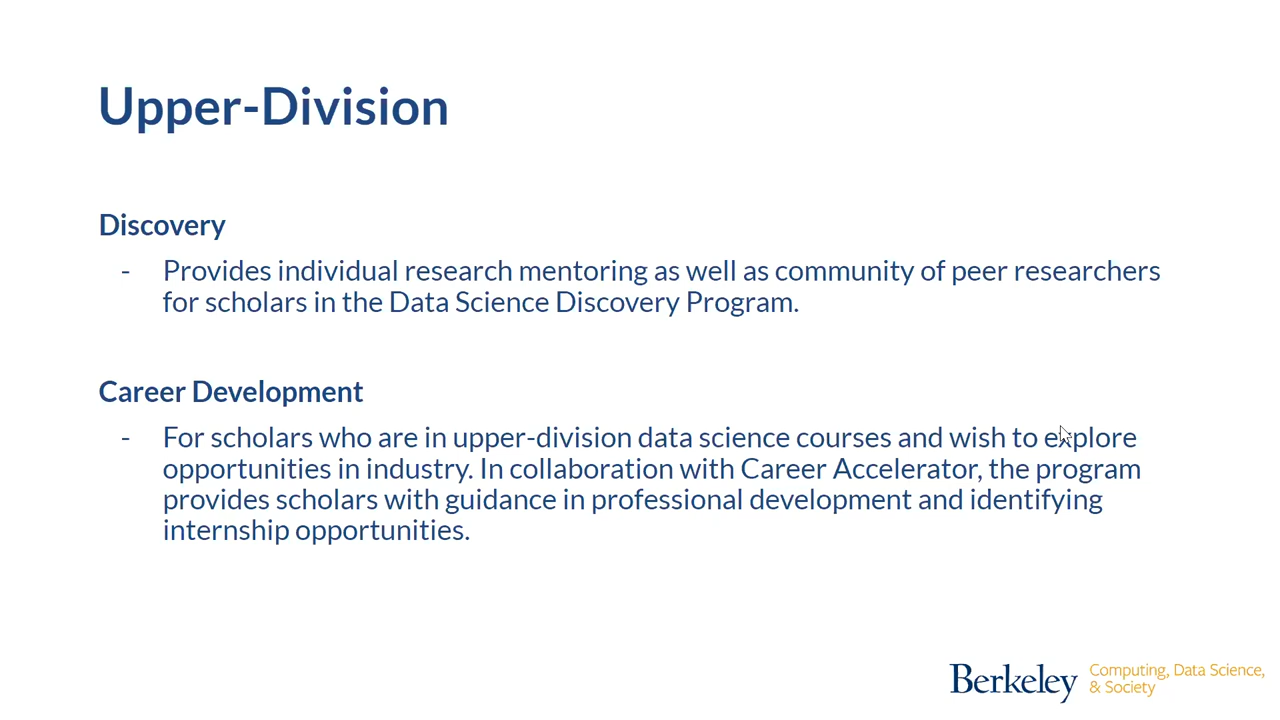 Upper-Division
Discovery
- Provides individual research mentoring as well as community of peer researchers
for scholars in the Data Science Discovery Program.
Career Development
- For scholars who are in upper-division data science courses and wish to explore
opportunities in industry. In collaboration with Career Accelerator, the program
provides scholars with guidance in professional development and identifying
internship opportunities.
Berkeley
Computing, Data Science,
& Society